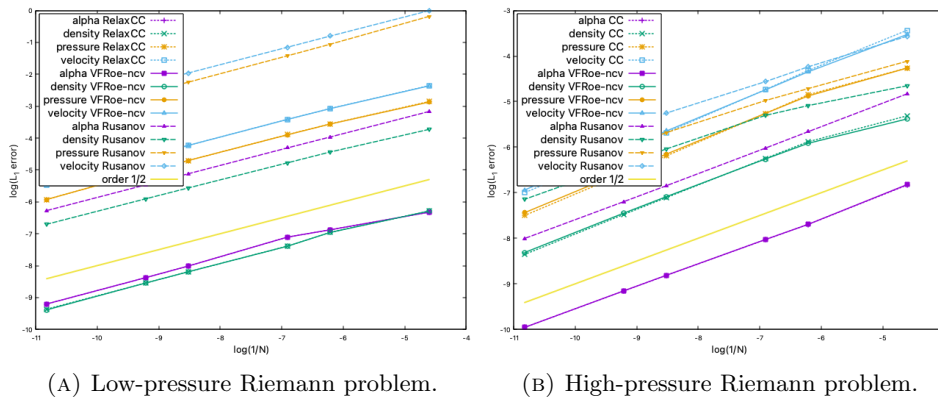 0
-1
-2
-3
-4
-5
-6
-7
-8
-9
-10
log(L1 error)
-11
-10
-9
-8
-7
-6
-5
-4
log(1/N)
alpha RelaxCC
density RelaxCC
pressure RelaxCC
velocity RelaxCC
alpha VFRoe-ncv
density VFRoe-ncv
pressure VFRoe-ncv
velocity VFRoe-ncv
alpha Rusanov
density Rusanov
pressure Rusanov
velocity Rusanov
order 1/2
(A) Low-pressure Riemann problem.
-3
-4
-5
-6
-7
-8
-9
-10
log(L1 error)
-11
-10
-9
-8
-7
-6
-5
-4
log(1/N)
alpha CC
density CC
pressure CC
velocity CC
alpha VFRoe-ncv
density VFRoe-ncv
pressure VFRoe-ncv
velocity VFRoe-ncv
alpha Rusanov
density Rusanov
pressure Rusanov
velocity Rusanov
order 1/2
(B) High-pressure Riemann problem.